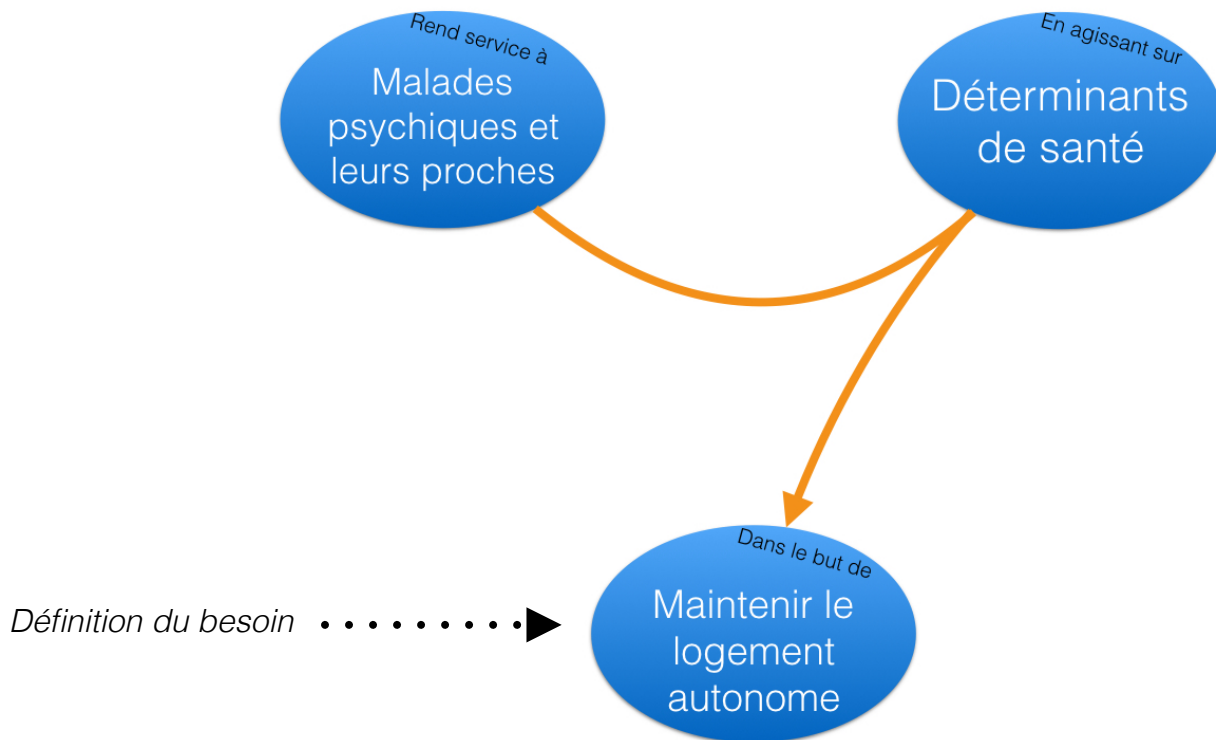 Rend service à
Malades
psychiques et
leurs proches
En agissant sur
Déterminants
de santé
Dans le but de
Maintenir le
logement
autonome
Définition du besoin